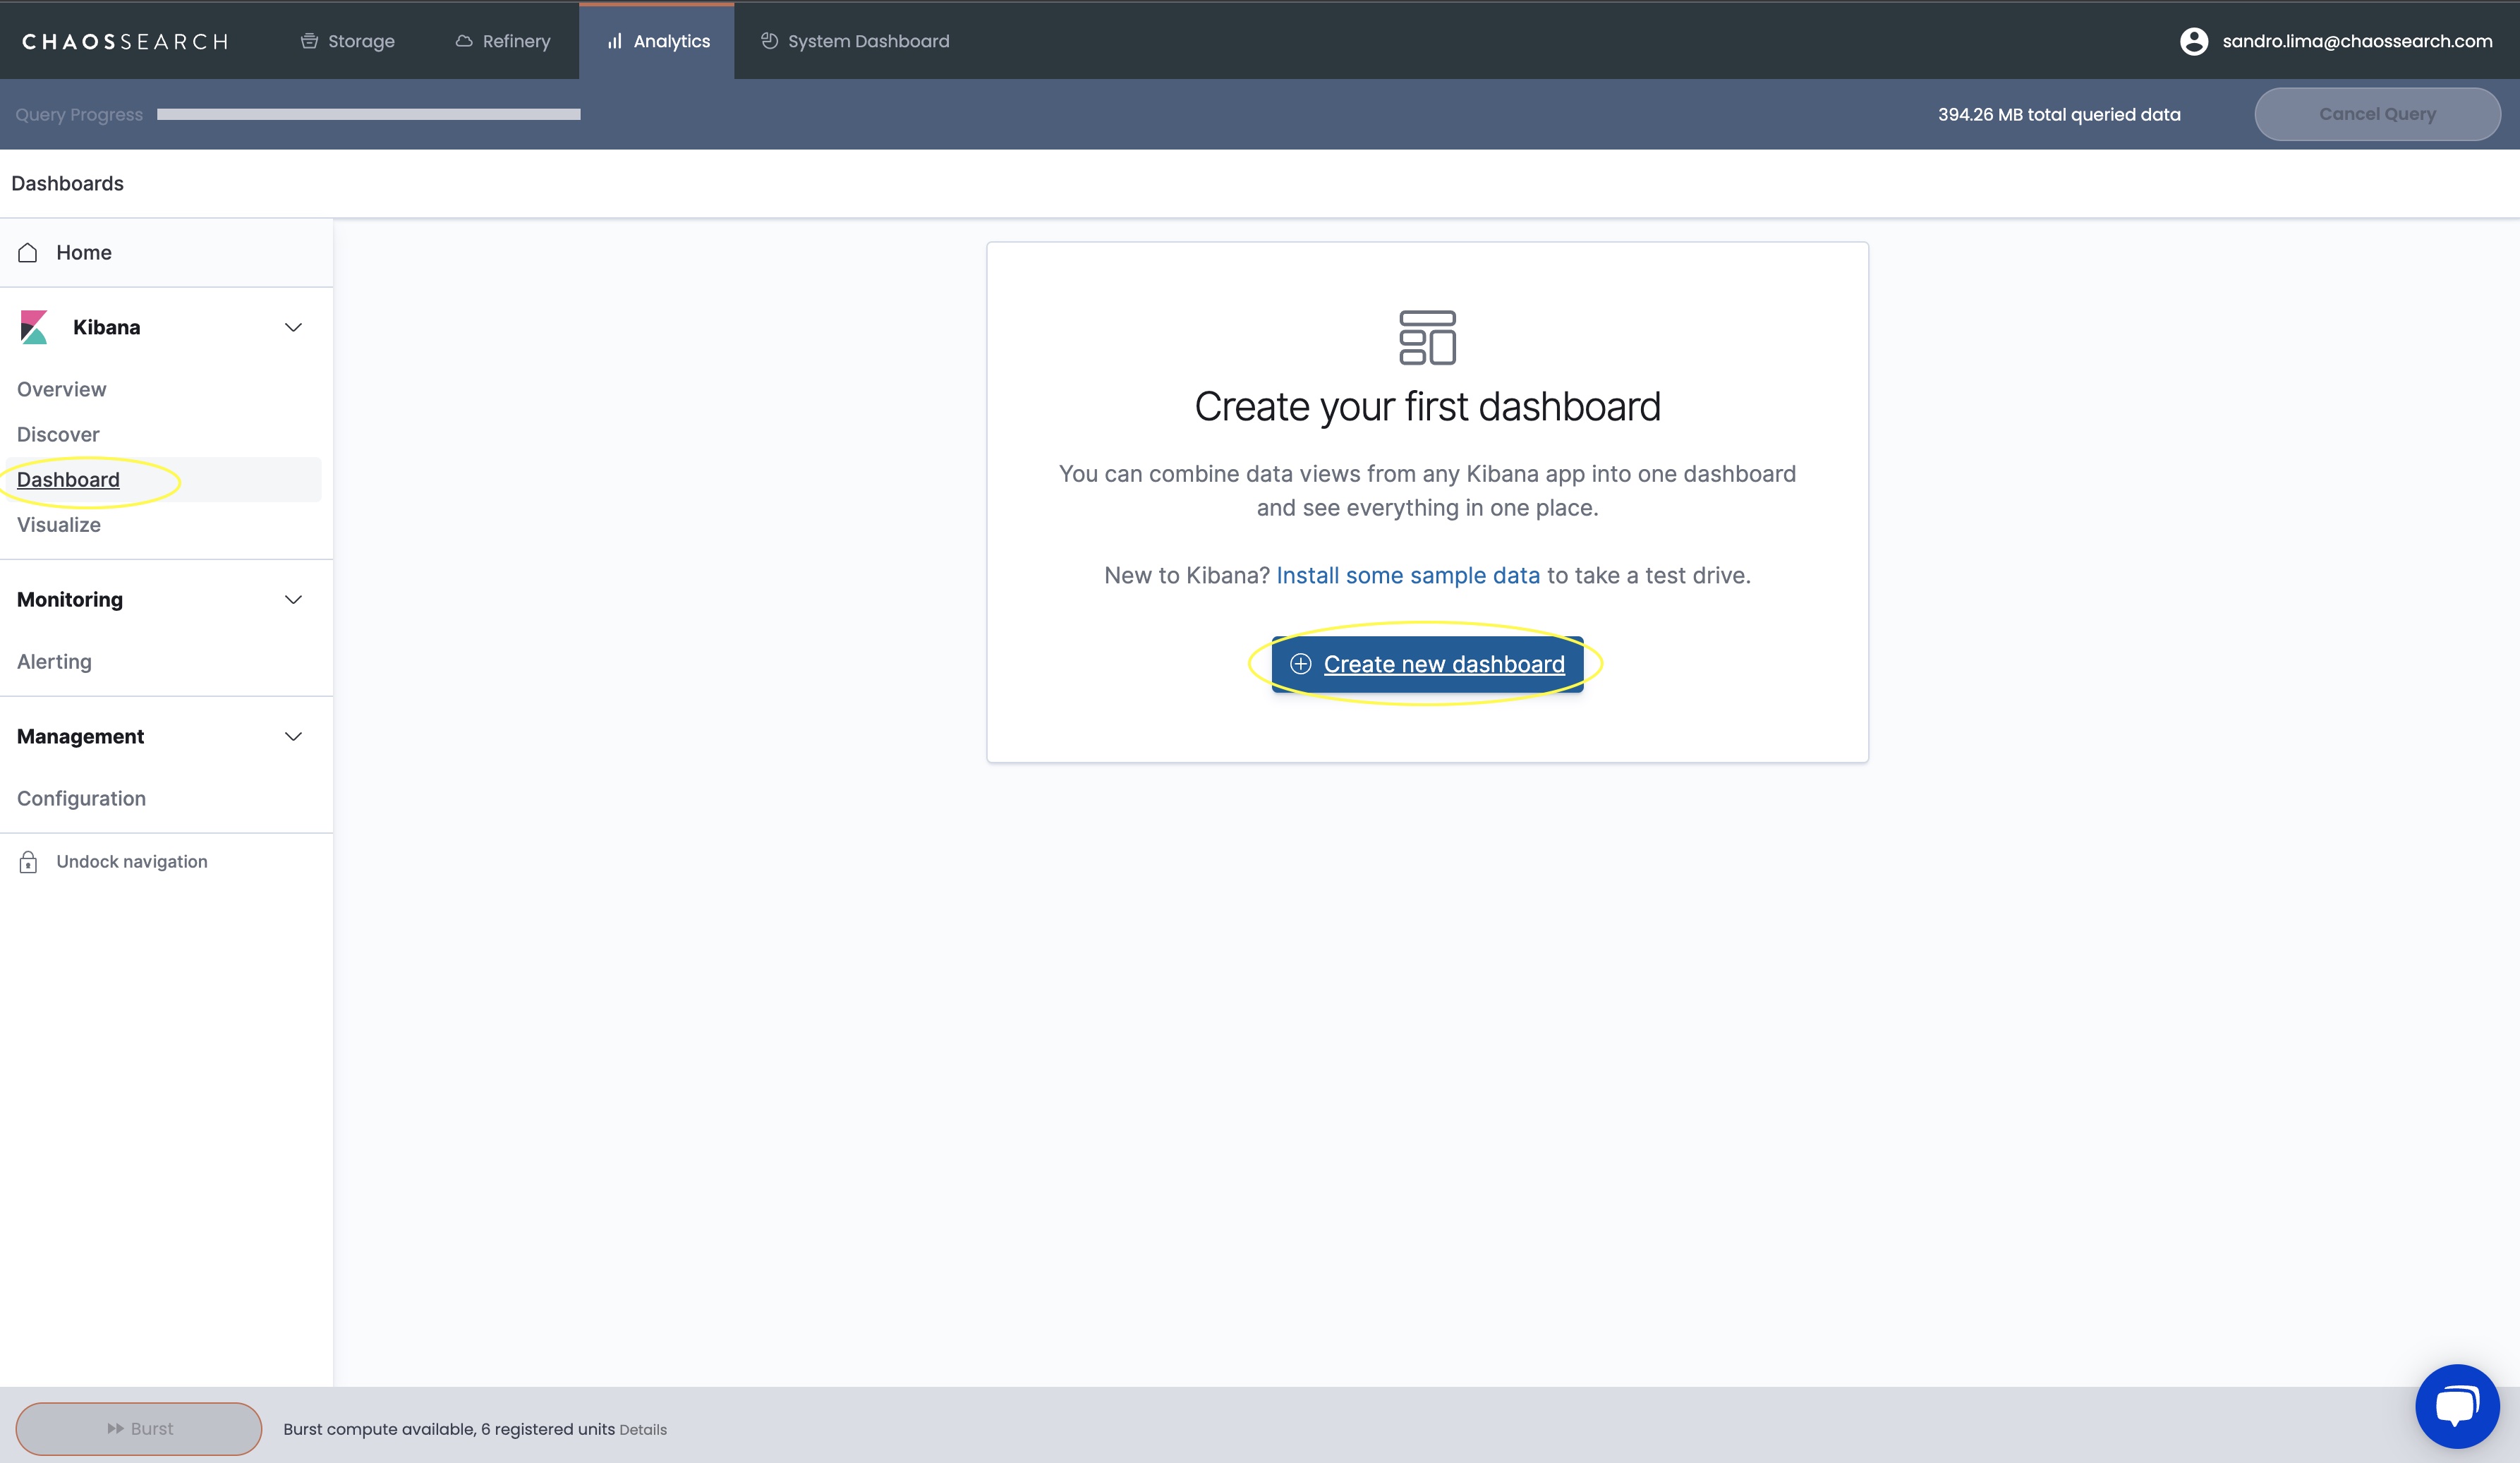 CHAOSSEARCH
Storage
Refinery
Analytics
System Dashboard
sandro.lima@chaossearch.com
Query Progress
394.26 MB total queried data
Cancel Query
Dashboards
Home
Kibana
Overview
Discover
Dashboard
Visualize
Monitoring
Alerting
Management
Configuration
Undock navigation
Create your first dashboard
You can combine data views from any Kibana app into one dashboard
and see everything in one place.
New to Kibana? Install some sample data to take a test drive.
Create new dashboard
Burst
Burst compute available, 6 registered units Details